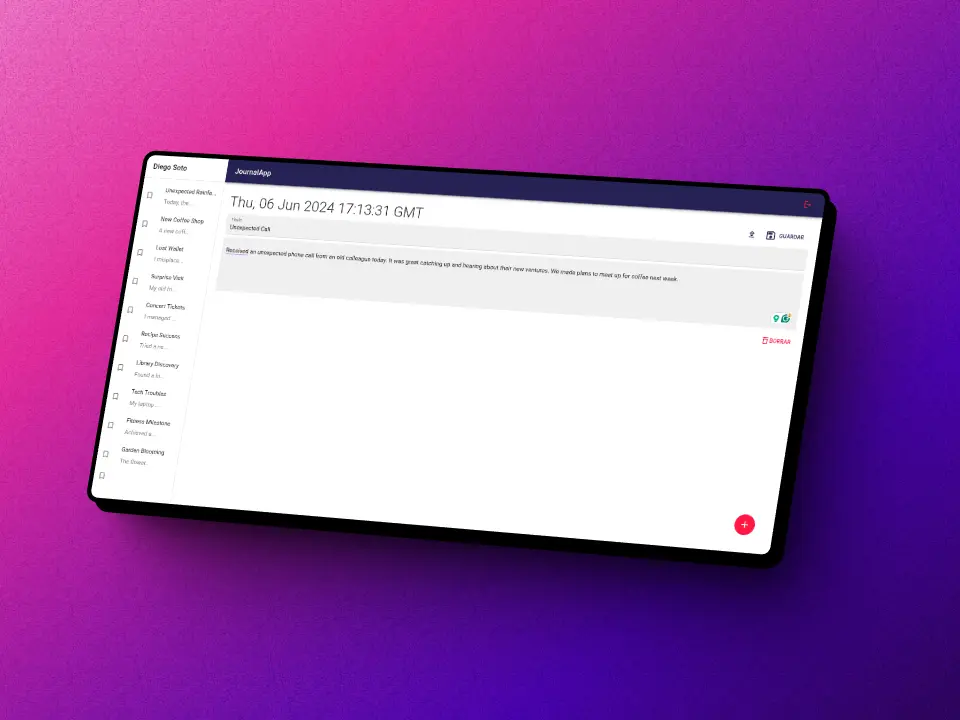 Diego Soto
JournalApp
Unexpected Rainfa...
Today, the...
New Coffee Shop
A new coff...
Lost Wallet
I misplace...
Surprise Visit
My old fri...
Concert Tickets
I managed ...
Recipe Success
Tried a ne...
Library Discovery
Found a hi...
Tech Troubles
My laptop ...
Fitness Milestone
Achieved a...
Garden Blooming
The flower...
Thu, 06 Jun 2024 17:13:31 GMT
GUARDAR
Título
Unexpected Call
Received an unexpected phone call from an old colleague today. It was great catching up and hearing about their new ventures. We made plans to meet up for coffee next week.
BORRAR